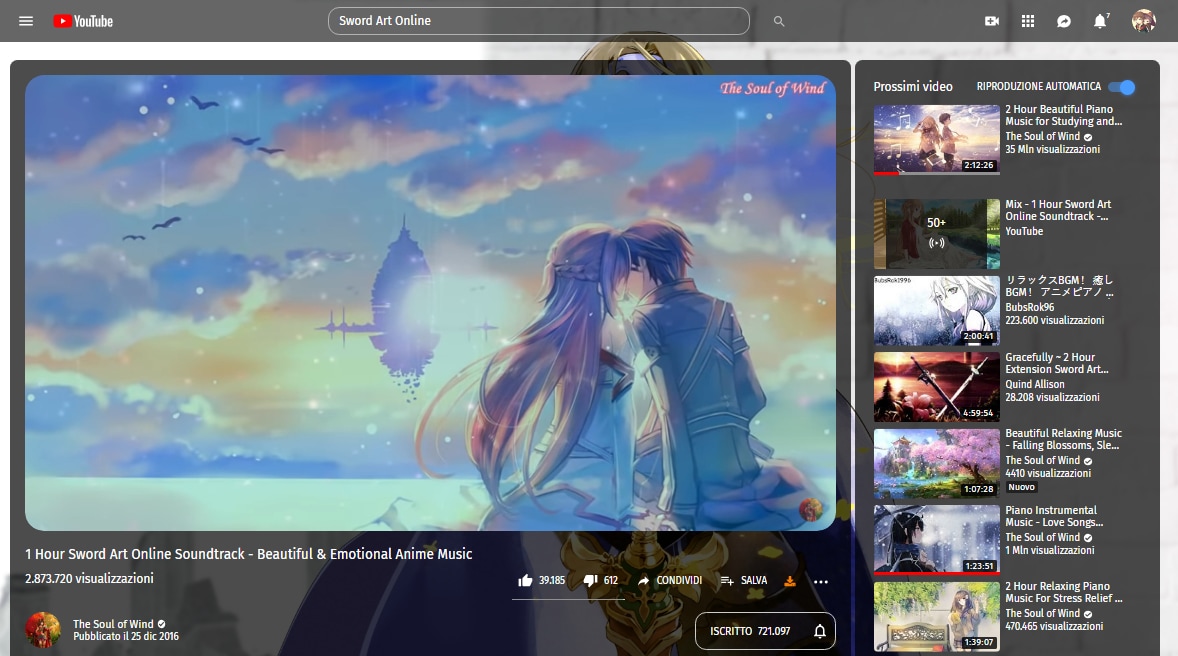 YouTube
Sword Art Online
7
The Soul of Wind
1 Hour Sword Art Online Soundtrack - Beautiful & Emotional Anime Music
2.873.720 visualizzazioni
39.185
612
CONDIVIDI
SALVA
The Soul of Wind
Pubblicato il 25 dic 2016
ISCRITTO 721.097
Prossimi video
RIPRODUZIONE AUTOMATICA
2:12:26
2 Hour Beautiful Piano
Music for Studying and...
The Soul of Wind
35 Mln visualizzazioni
50+
Mix - 1 Hour Sword Art
Online Soundtrack -...
YouTube
BubsRok1996
2:00:41
リラックスBGM！ 癒し
BGM！ アニメピアノ ...
BubsRok96
223.600 visualizzazioni
4:59:54
Gracefully ~ 2 Hour
Extension Sword Art...
Quind Allison
28.208 visualizzazioni
1:07:28
Beautiful Relaxing Music
- Falling Blossoms, Sle...
The Soul of Wind
4410 visualizzazioni
Nuovo
1:23:51
Piano Instrumental
Music - Love Songs...
The Soul of Wind
1 Mln visualizzazioni
1:39:07
2 Hour Relaxing Piano
Music For Stress Relief ...
The Soul of Wind
470.465 visualizzazioni